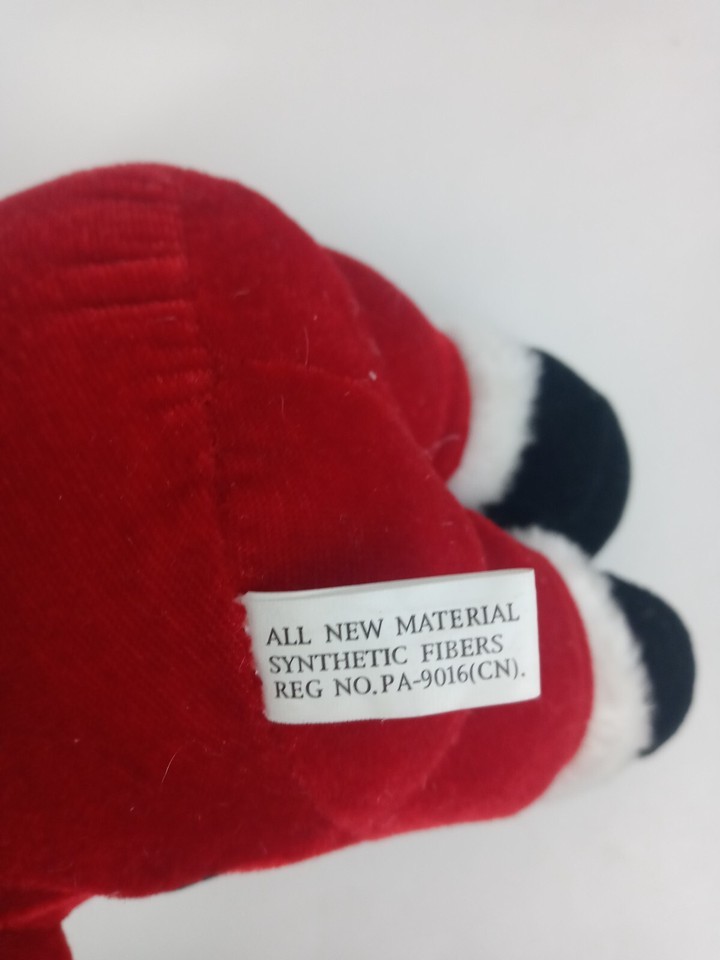 ALL NEW MATERIAL
SYNTHETIC FIBERS
REG NO.PA-9016(CN).